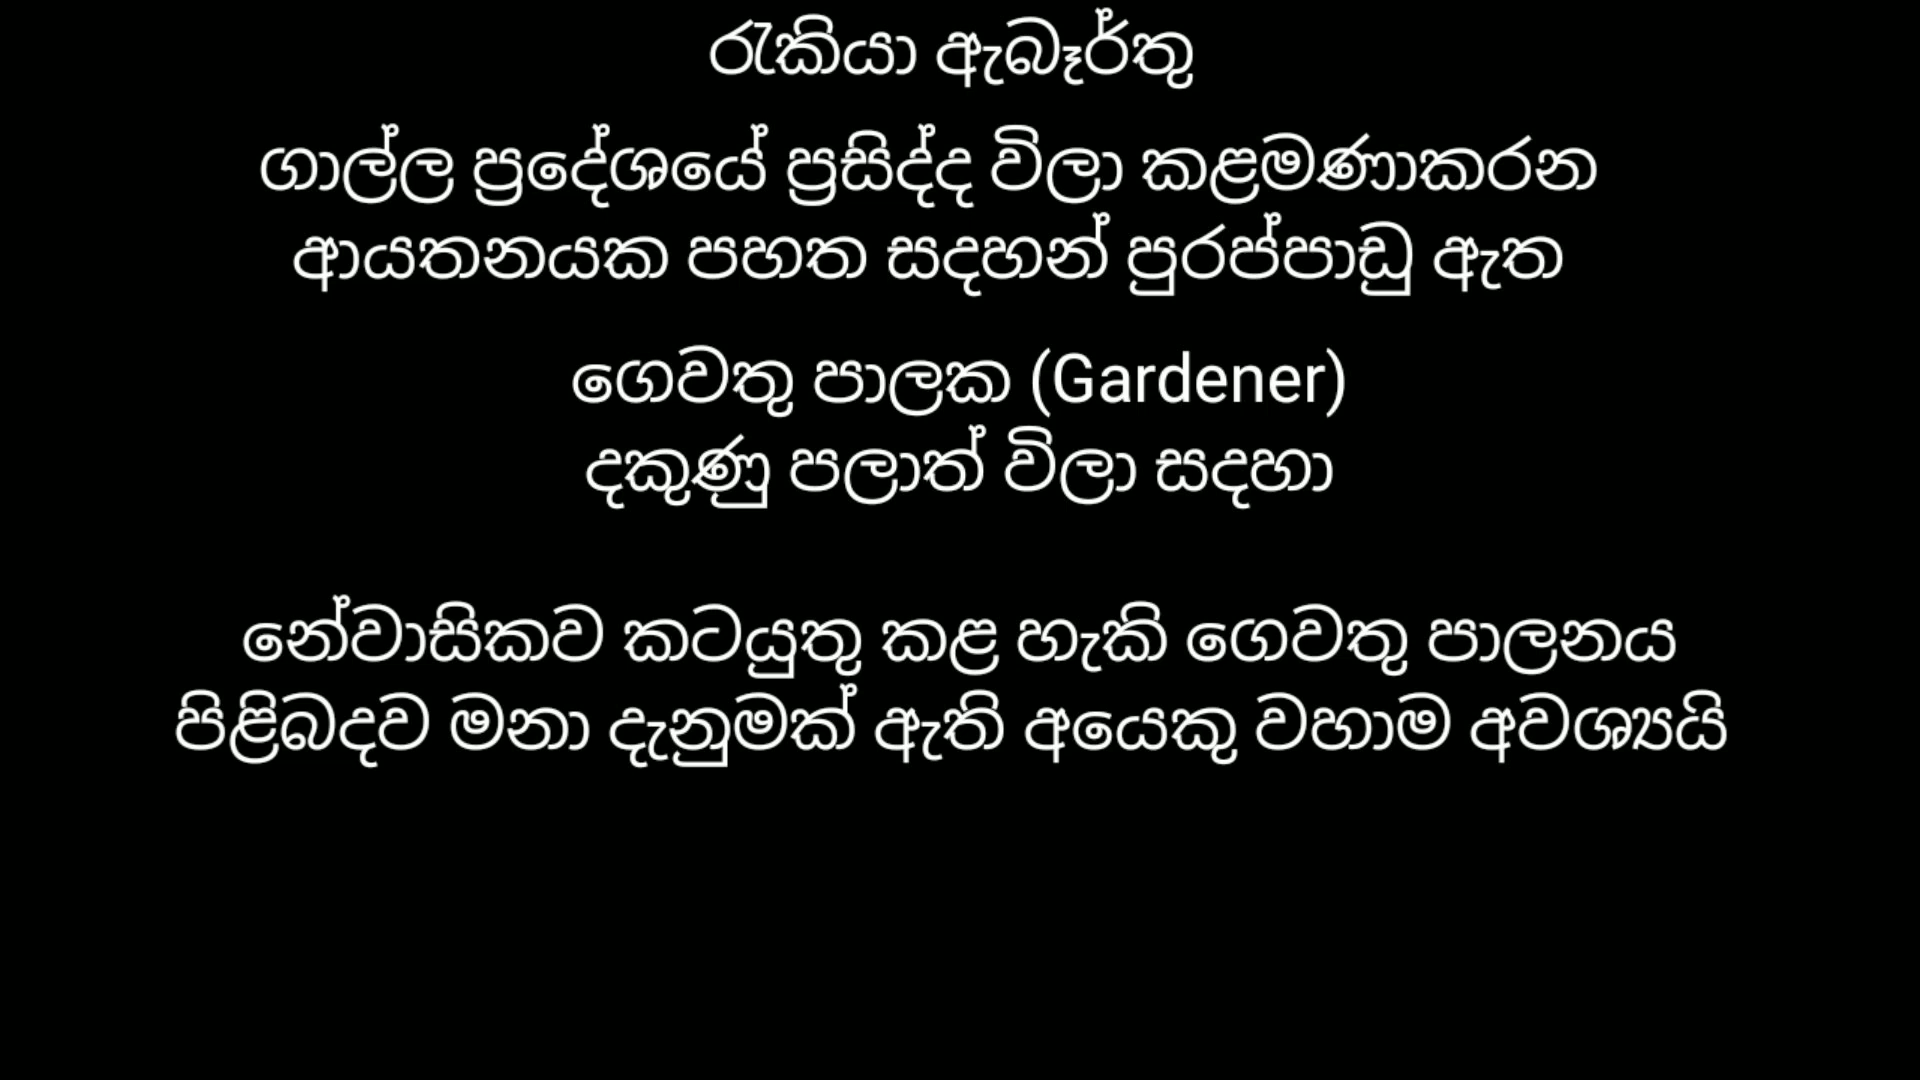 රැකියා ඇබෑර්තු
ගාල්ල ප්‍රදේශයේ ප්‍රසිද්ද විලා කළමණාකරන
ආයතනයක පහත සදහන් පුරප්පාඩු ඇත
ගෙවතු පාලක (Gardener)
දකුණු පලාත් විලා සදහා
නේවාසිකව කටයුතු කළ හැකි ගෙවතු පාලනය
පිළිබදව මනා දැනුමක් ඇති අයෙකු වහාම අවශ්‍යයි